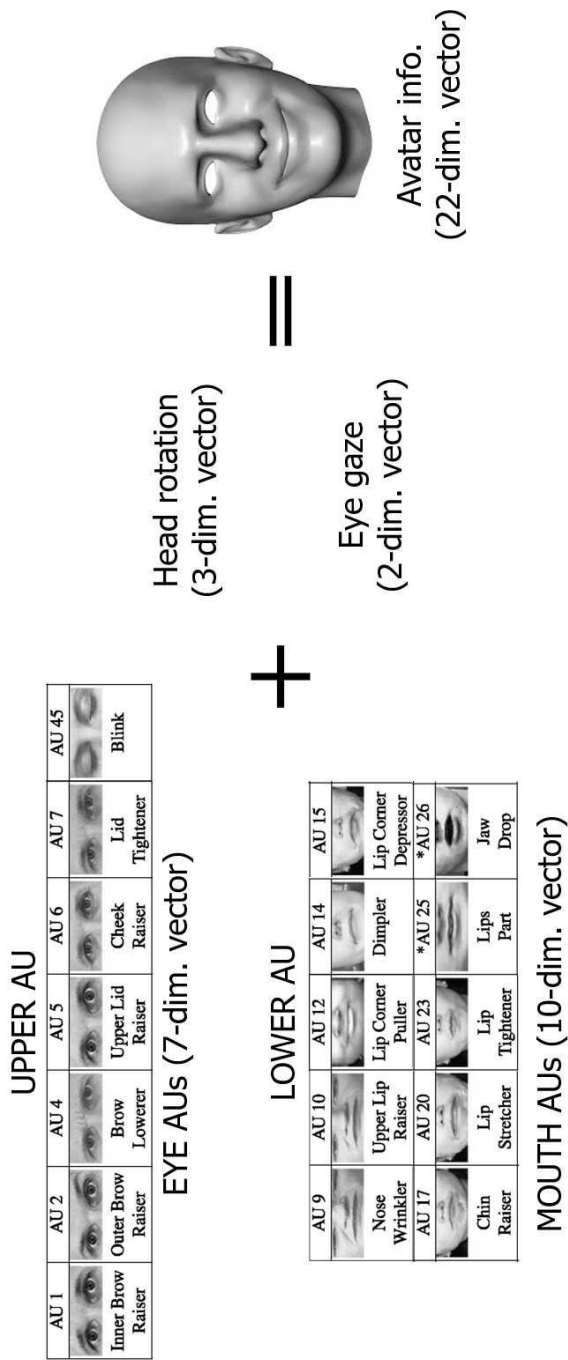 UPPER AU
AU 1 AU 2 AU 4 AU 5 AU 6 AU 7 AU 45
Inner Brow Outer Brow Brow Upper Lid Cheek Lid Blink
Raiser Raiser Lowerer Raiser Raiser Tightener
EYE AUs (7-dim. vector)
LOWER AU
AU 9 AU 10 AU 12 AU 14 AU 15
Nose Upper Lip Lip Corner Dimpler Lip Corner
Wrinkler Raiser Puller Depressor
AU 17 AU 20 AU 23 *AU 25 *AU 26
Chin Lip Lip Lips Jaw
Raiser Stretcher Tightener Part Drop
MOUTH AUs (10-dim. vector)
+
Head rotation
(3-dim. vector)
Eye gaze
(2-dim. vector)
=
Avatar info.
(22-dim. vector)